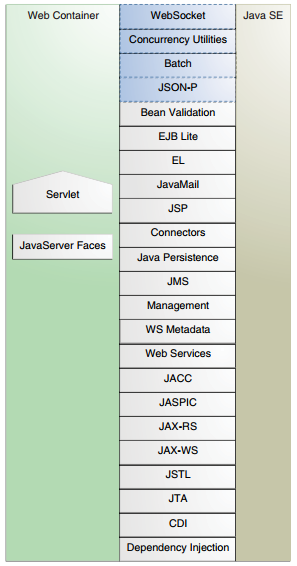 Web Container
WebSocket
Java SE
Concurrency Utilities
Batch
JSON-P
Bean Validation
EJB Lite
EL
JavaMail
Servlet
JSP
Connectors
JavaServer Faces
Java Persistence
JMS
Management
WS Metadata
Web Services
JACC
JASPIC
JAX-RS
JAX-WS
JSTL
JTA
CDI
Dependency Injection